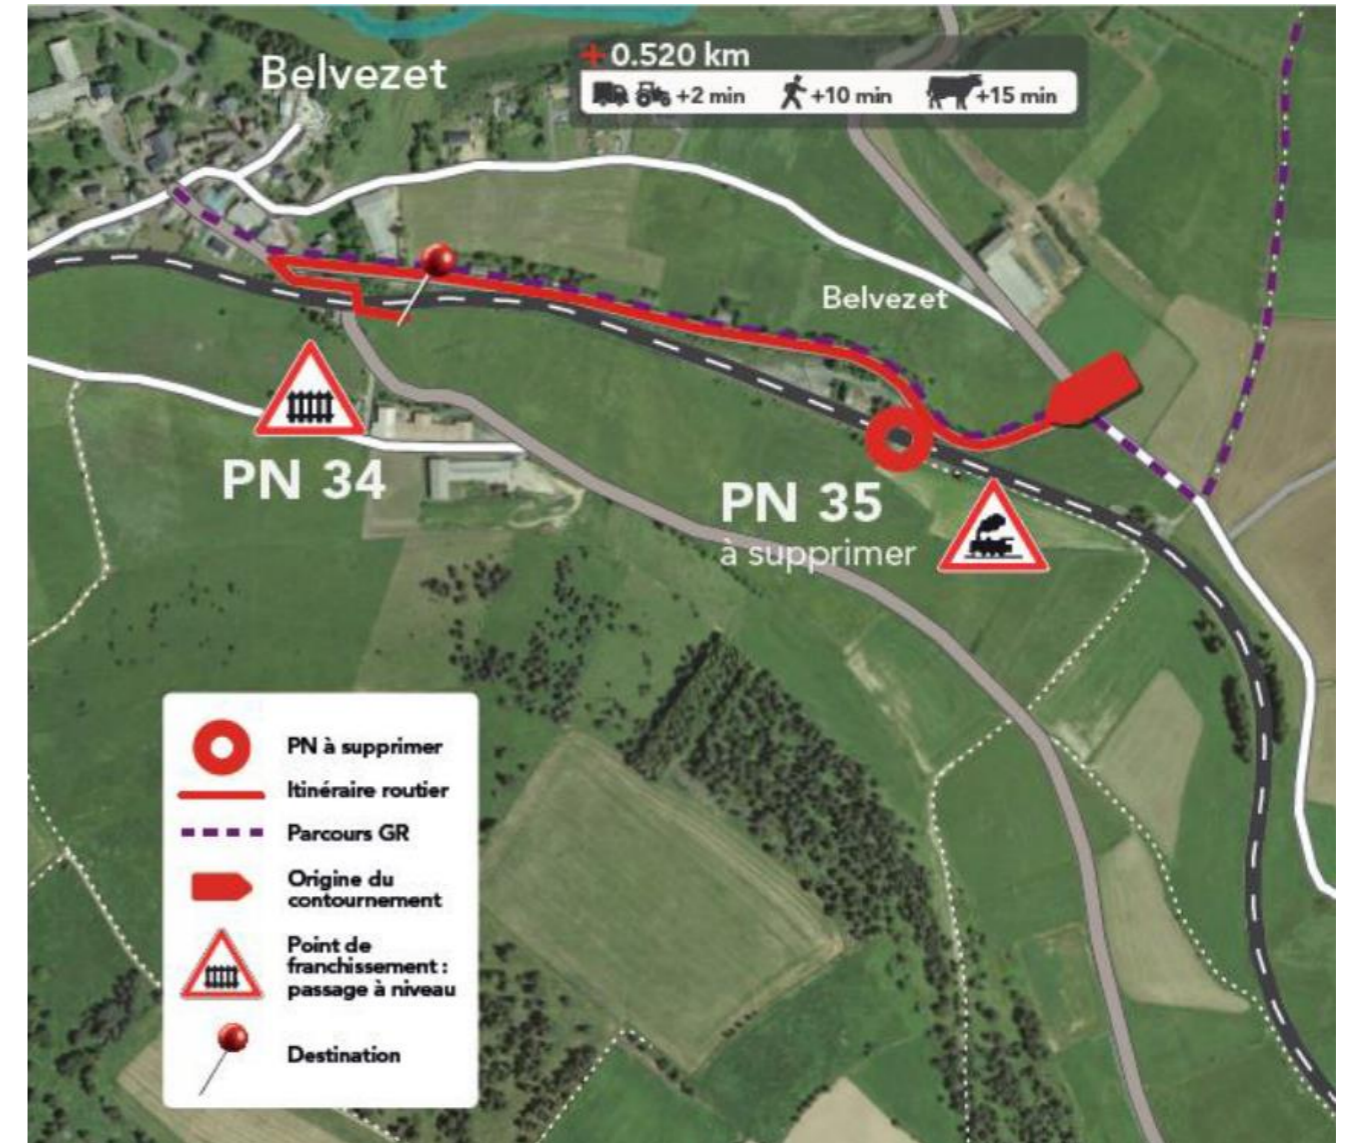 Belvezet
+ 0.520 km
+2 min +10 min +15 min
Belvezet
PN 34
PN 35
à supprimer
PN à supprimer
Itinéraire routier
Parcours GR
Origine du
contournement
Point de
franchissement :
passage à niveau
Destination